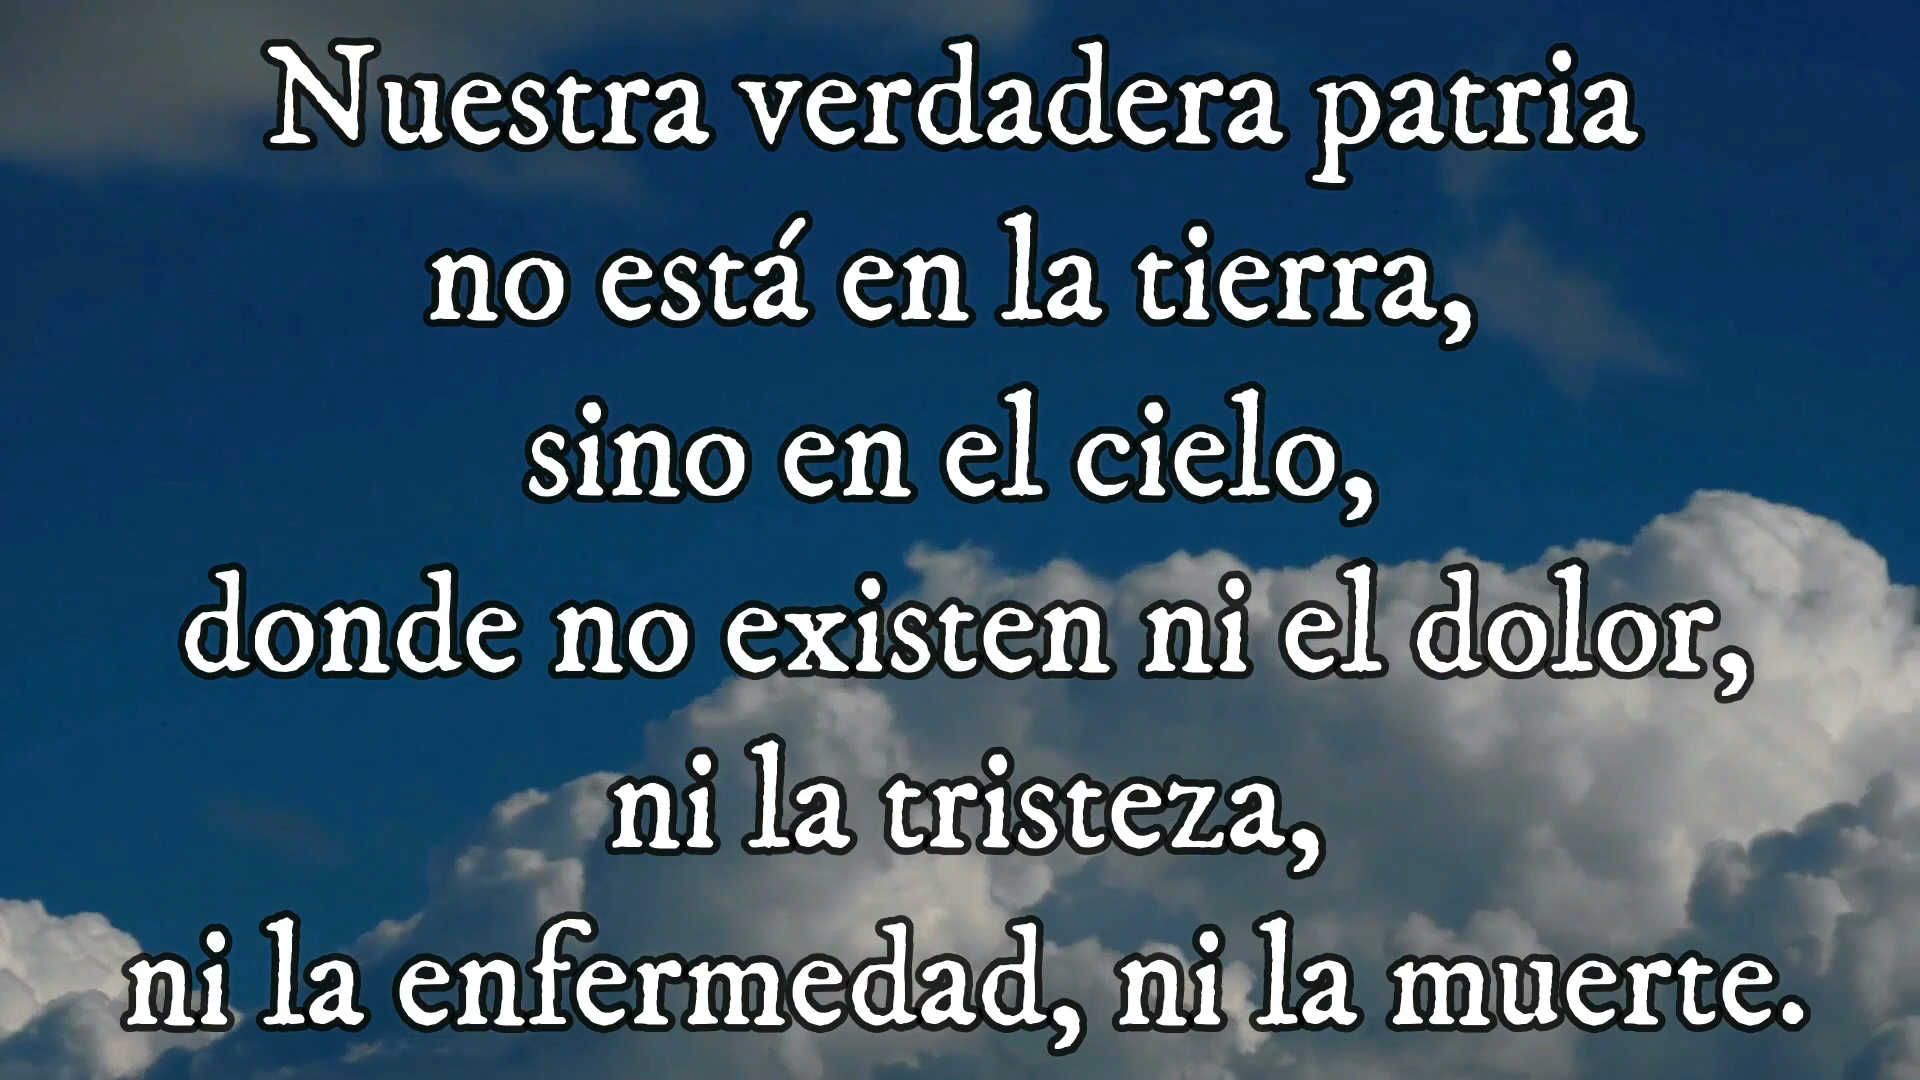 Nuestra verdadera patria
no está en la tierra,
sino en el cielo,
donde no existen ni el dolor,
ni la tristeza,
ni la enfermedad, ni la muerte.